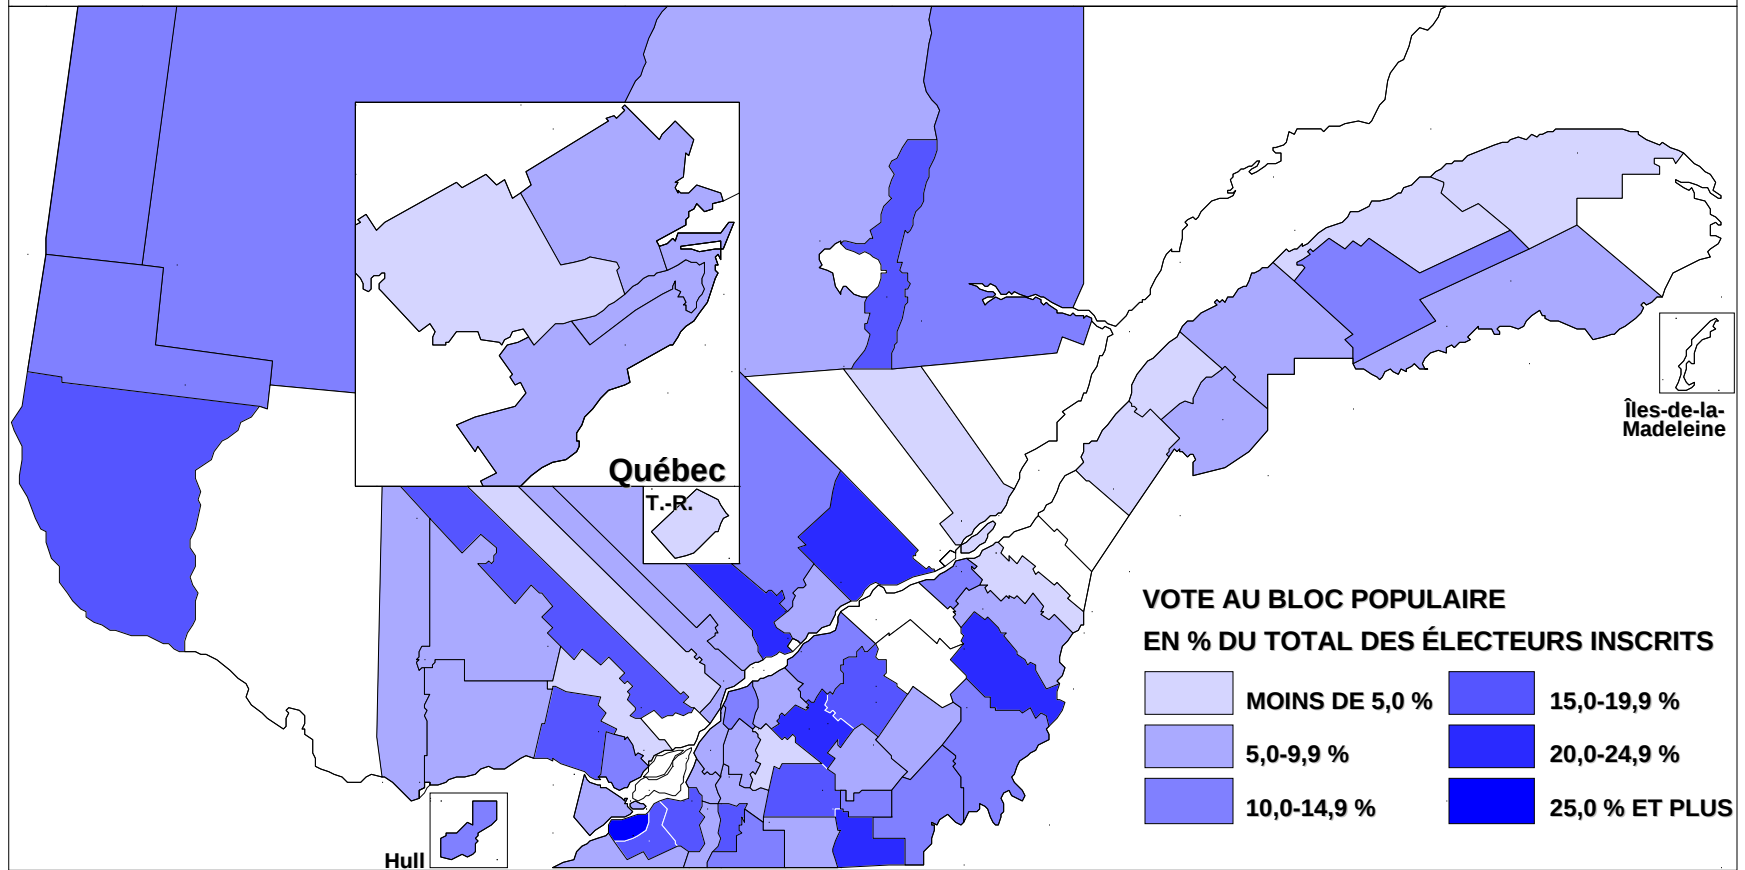 Québec
T.-R.
Îles-de-la-
Madeleine
Hull
VOTE AU BLOC POPULAIRE
EN % DU TOTAL DES ÉLECTEURS INSCRITS
MOINS DE 5,0 %
5,0-9,9 %
10,0-14,9 %
15,0-19,9 %
20,0-24,9 %
25,0 % ET PLUS